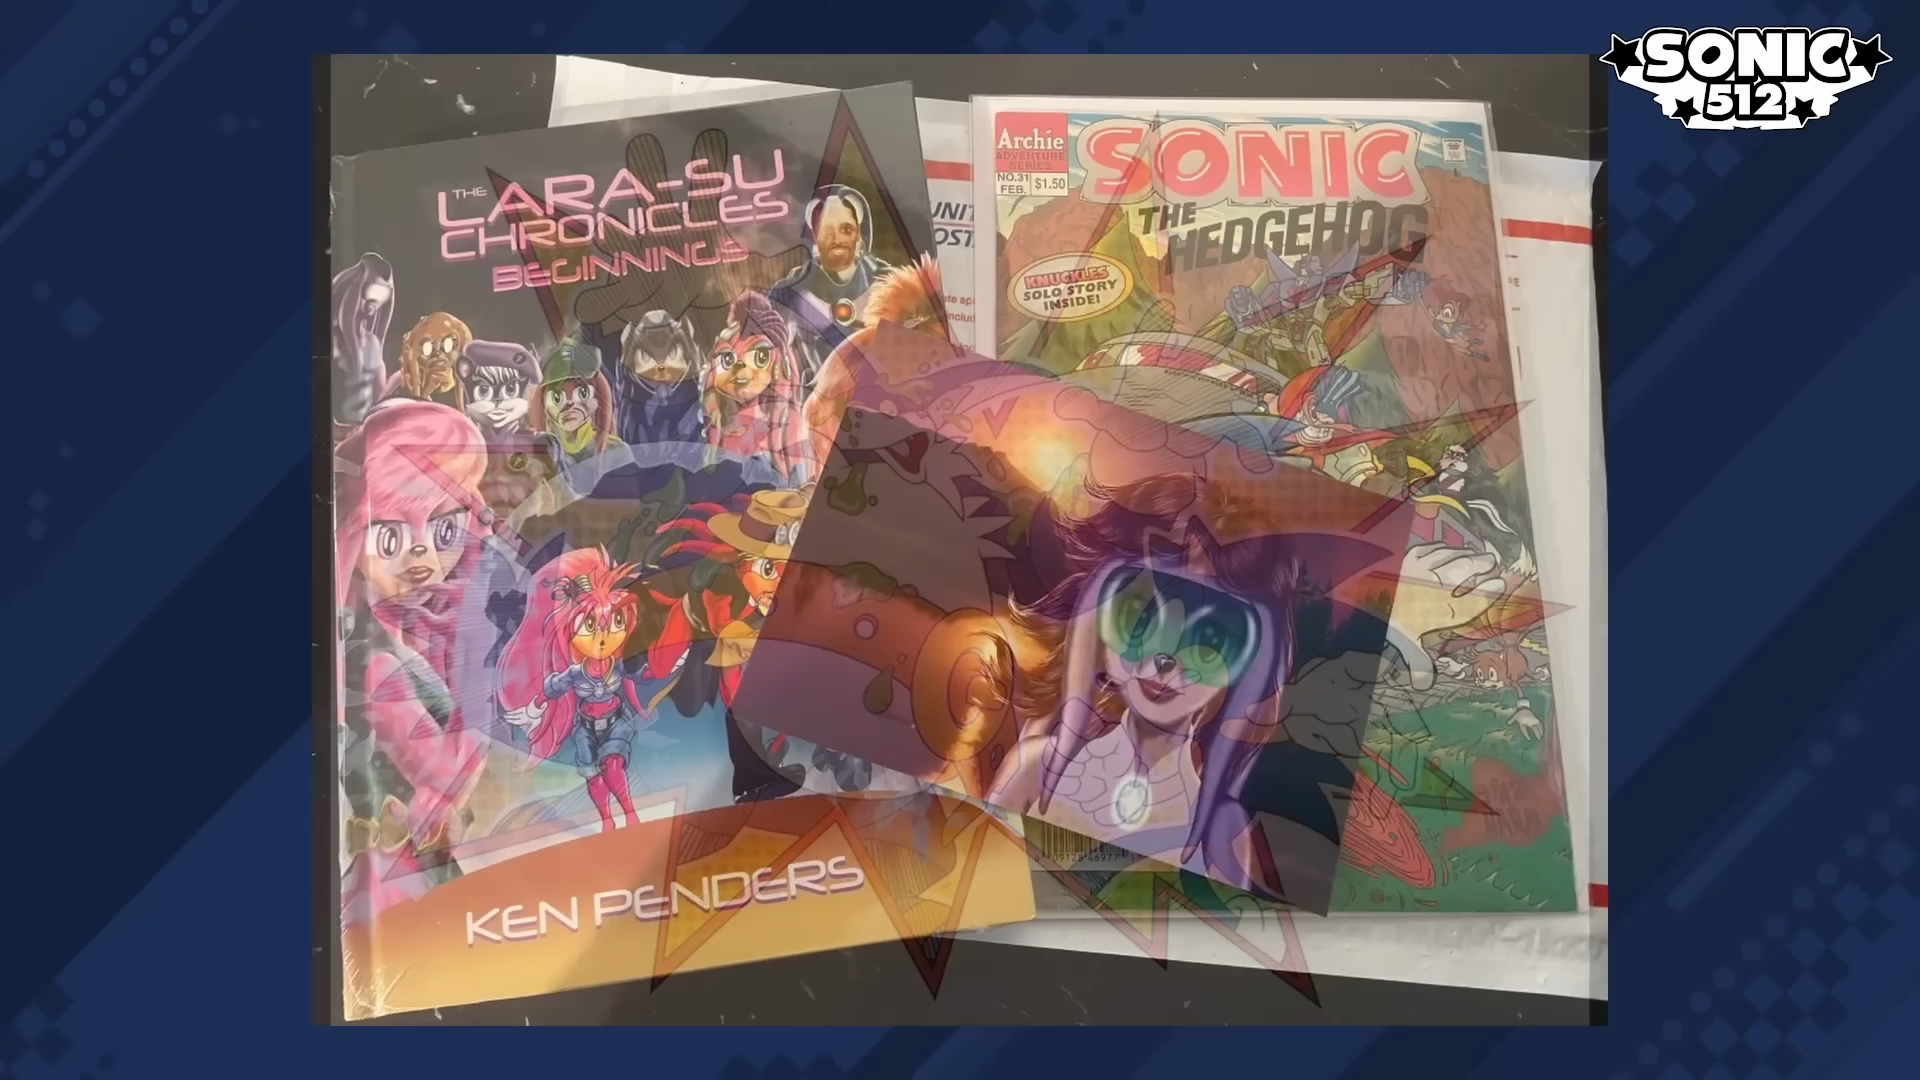 SONIC
512
THE
LARA-SU
CHRONICLES
BEGINNINGS
KEN PENDERS
Archie
ADVENTURE
SERIES
NO.31
FEB.
$1.50
SONIC
THE
HEDGEHOG
KNUCKLES
SOLO STORY
INSIDE!